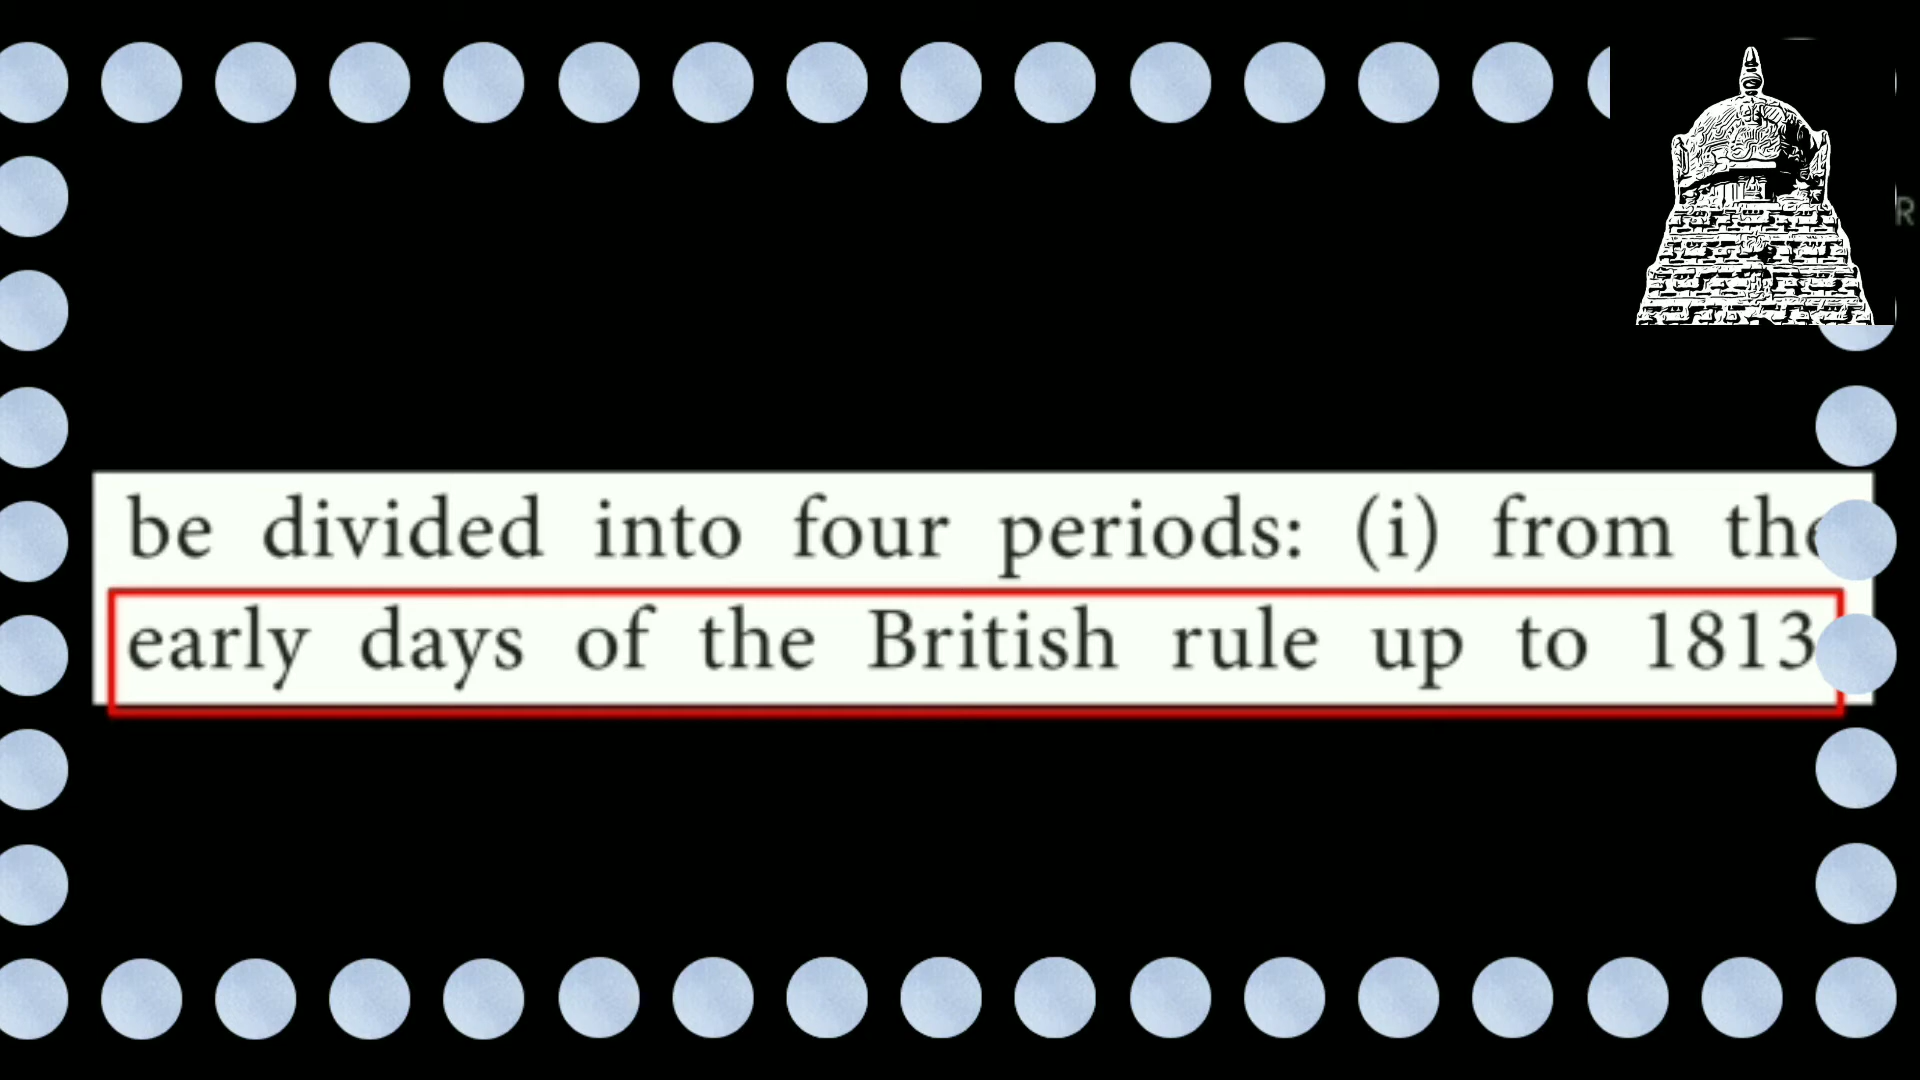 be divided into four periods: (i) from the
early days of the British rule up to 1813
R